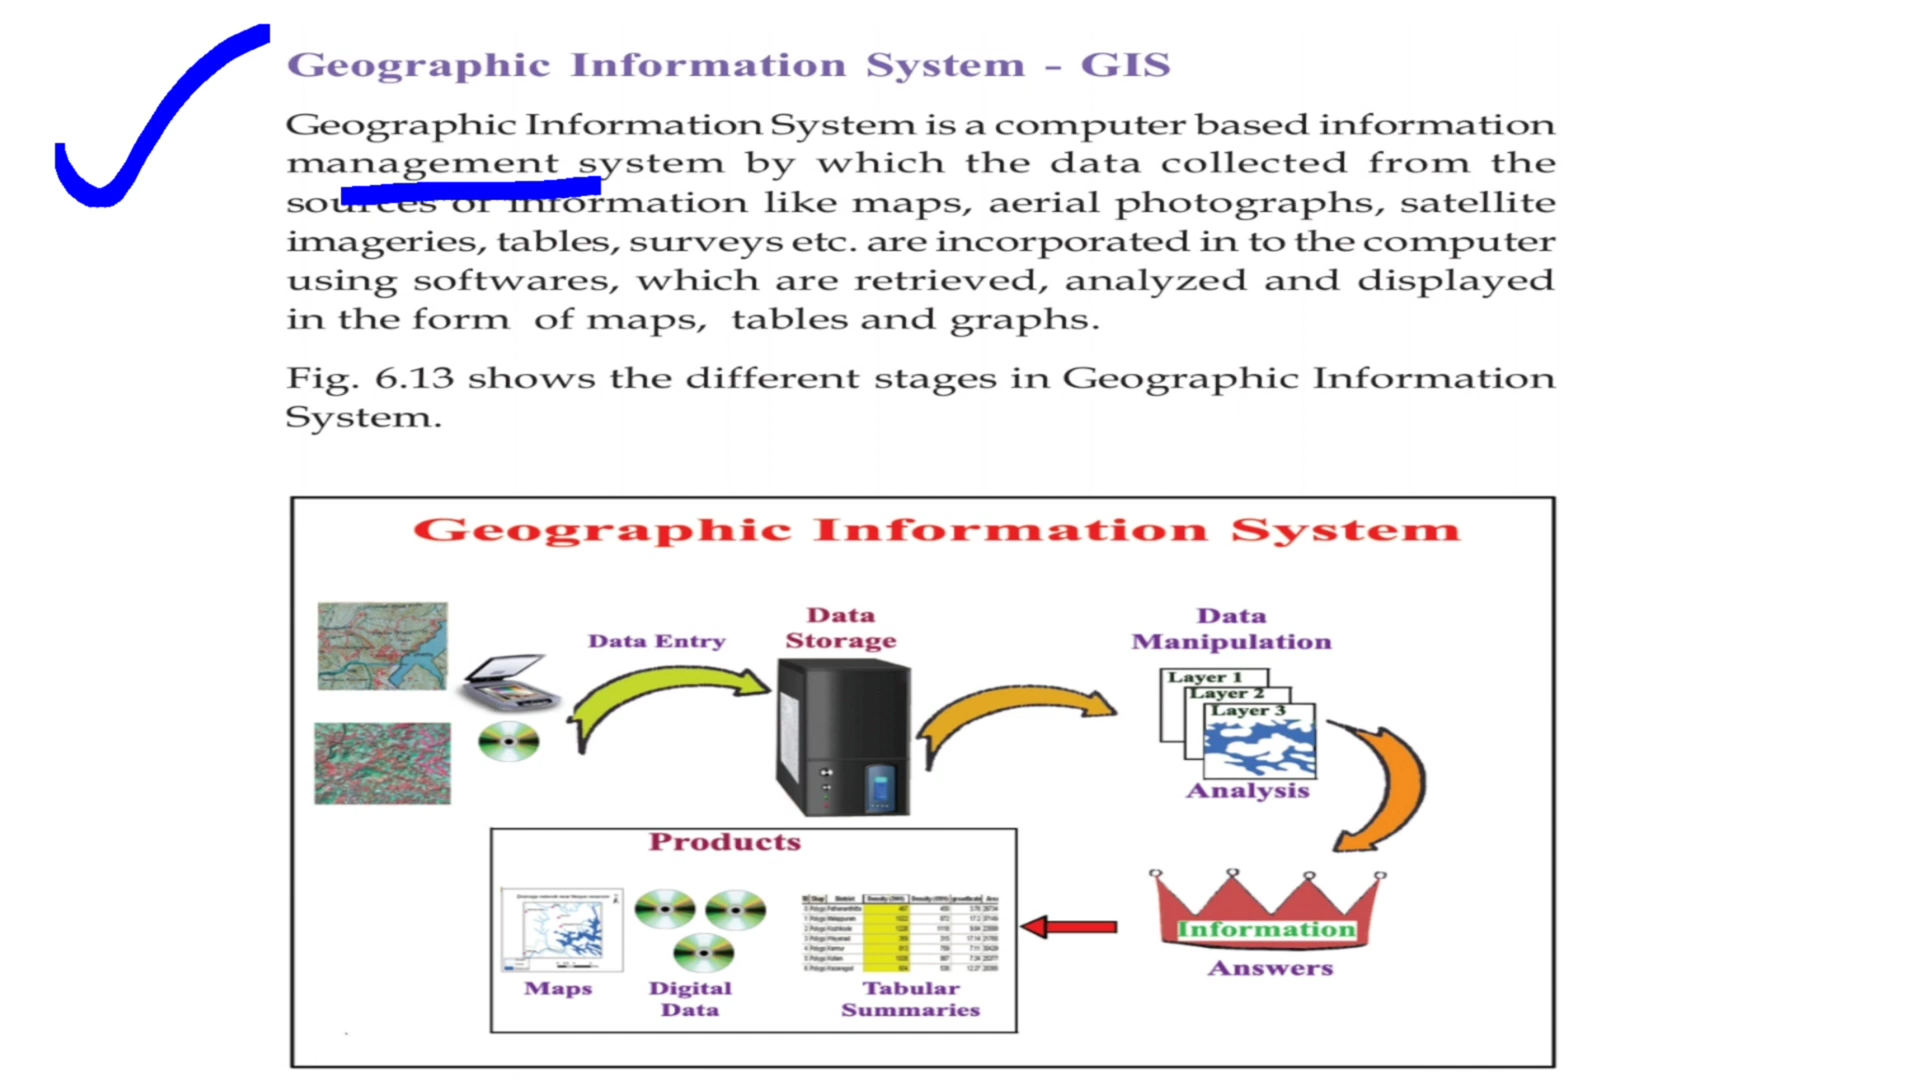 Geographic Information System - GIS
Geographic Information System is a computer based information
management system by which the data collected from the
sources of information like maps, aerial photographs, satellite
imageries, tables, surveys etc. are incorporated in to the computer
using softwares, which are retrieved, analyzed and displayed
in the form of maps, tables and graphs.
Fig. 6.13 shows the different stages in Geographic Information
System.
Geographic Information System
Data Entry
Data
Storage
Data
Manipulation
Layer 1
Layer 2
Layer 3
Analysis
Information
Answers
Products
Maps
Digital
Data
Tabular
Summaries